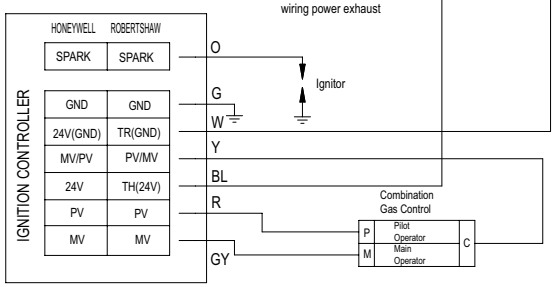 wiring power exhaust
HONEYWELL ROBERTSHAW
SPARK SPARK O
Ignitor
GND GND G
24V(GND) TR(GND) W
MV/PV PV/MV Y
24V TH(24V) BL
PV PV R
MV MV GY
IGNITION CONTROLLER
Combination
Gas Control
P Pilot
Operator
M Main
Operator
C